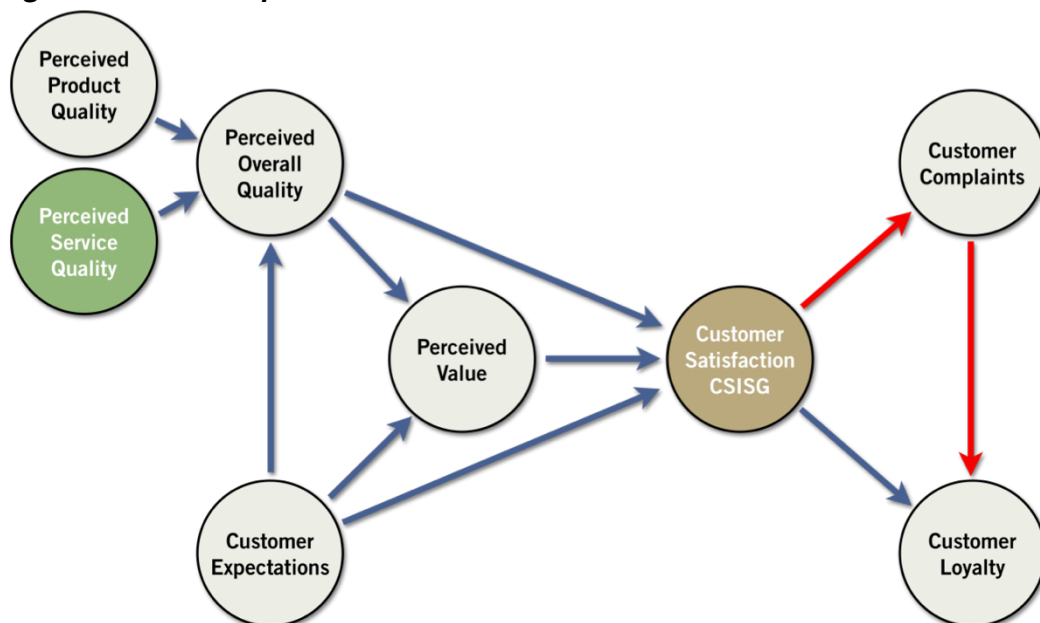 Perceived
Product
Quality
Perceived
Service
Quality
Perceived
Overall
Quality
Customer
Expectations
Perceived
Value
Customer
Satisfaction
CSISG
Customer
Complaints
Customer
Loyalty